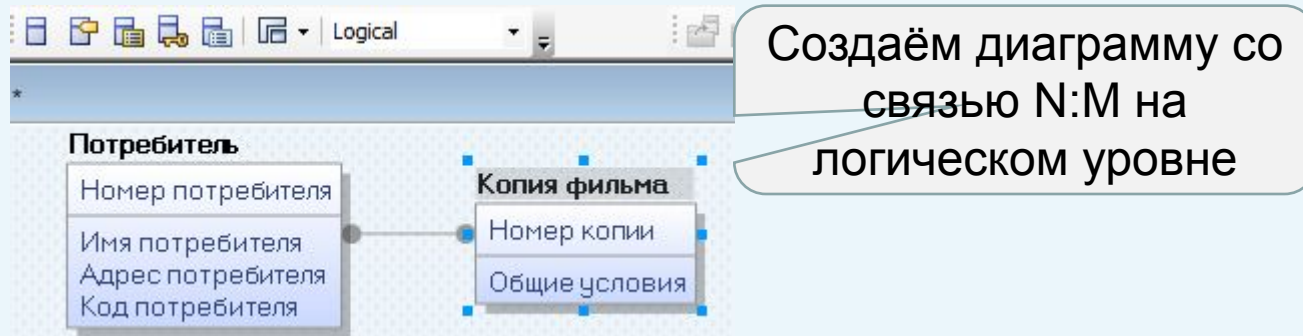 Logical
Создаём диаграмму со
связью N:M на
логическом уровне
*
Потребитель
Номер потребителя
Имя потребителя
Адрес потребителя
Код потребителя
Копия фильма
Номер копии
Общие условия